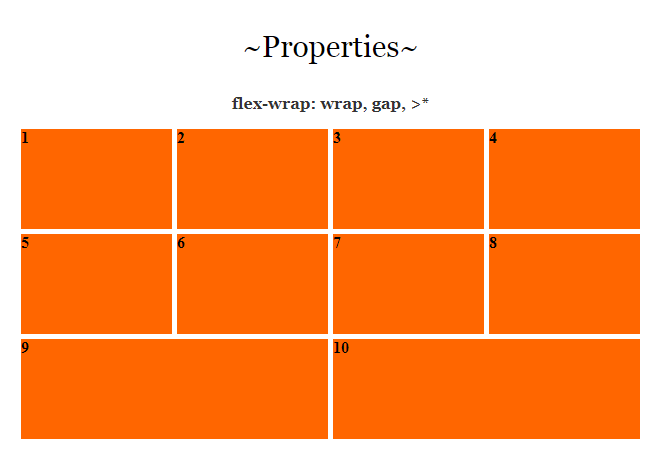 ~Properties~
flex-wrap: wrap, gap, >*
1 2 3 4
5 6 7 8
9 10